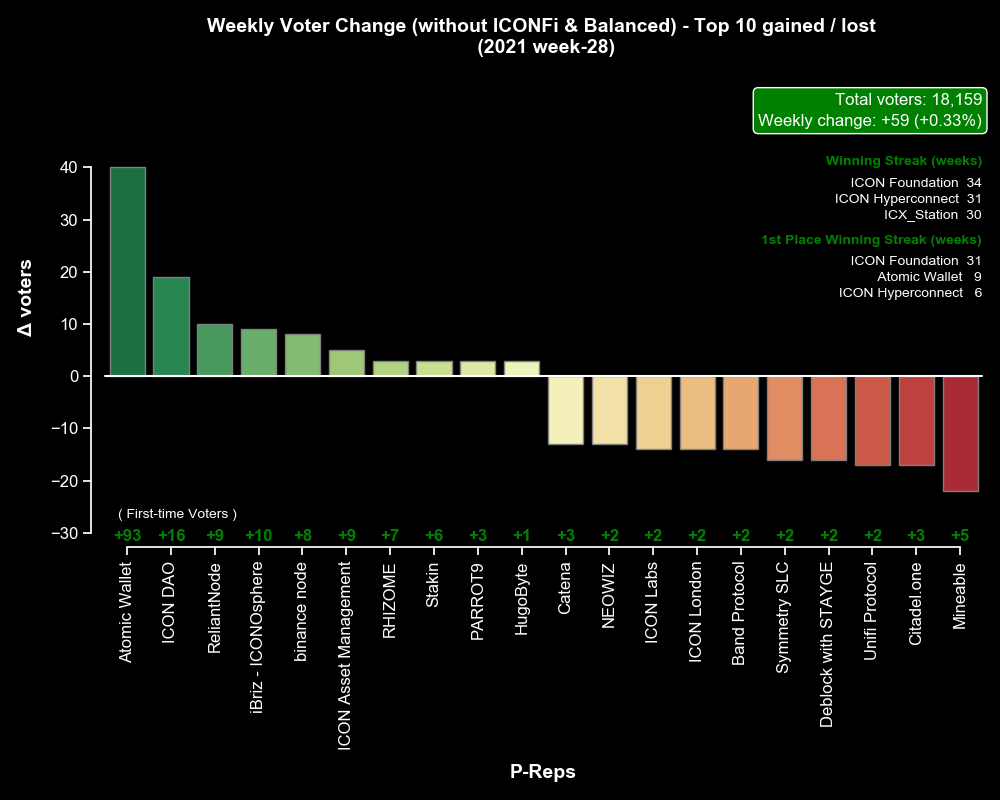 Weekly Voter Change (without ICONFi & Balanced) - Top 10 gained / lost
(2021 week-28)
Total voters: 18,159
Weekly change: +59 (+0.33%)
Winning Streak (weeks)
ICON Foundation 34
ICON Hyperconnect 31
ICX_Station 30
1st Place Winning Streak (weeks)
ICON Foundation 31
Atomic Wallet 9
ICON Hyperconnect 6
Δ voters
40
30
20
10
0
−10
−20
−30
( First-time Voters )
+93 +16 +9 +10 +8 +9 +7 +6 +3 +1 +3 +2 +2 +2 +2 +2 +2 +2 +3 +5
Atomic Wallet
ICON DAO
ReliantNode
iBriz - ICONOsphere
binance node
ICON Asset Management
RHIZOME
Stakin
PARROT9
HugoByte
Catena
NEOWIZ
ICON Labs
ICON London
Band Protocol
Symmetry SLC
Deblock with STAYGE
Unifi Protocol
Citadel.one
Mineable
P-Reps